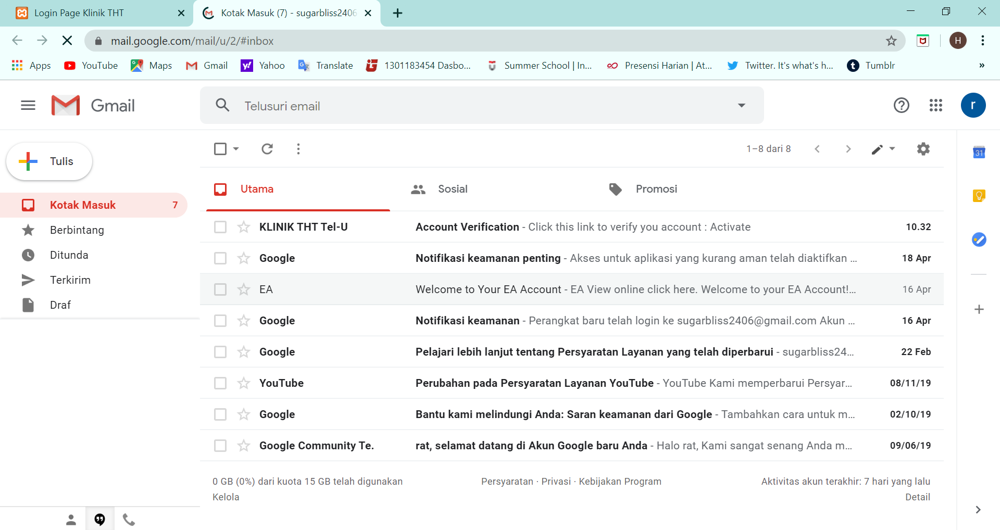 Login Page Klinik THT
Kotak Masuk (7) - sugarbliss2406
mail.google.com/mail/u/2/#inbox
H
Apps YouTube Maps Gmail Yahoo Translate 1301183454 Dasbo... Summer School | In... Presensi Harian | At... Twitter. It's what's h... Tumblr »
Gmail
Telusuri email
r
Tulis
1–8 dari 8
31
Utama Sosial Promosi
Kotak Masuk 7
Berbintang
Ditunda
Terkirim
Draf
KLINIK THT Tel-U Account Verification - Click this link to verify you account : Activate 10.32
Google Notifikasi keamanan penting - Akses untuk aplikasi yang kurang aman telah diaktifkan ... 18 Apr
EA Welcome to Your EA Account - EA View online click here. Welcome to your EA Account!... 16 Apr
Google Notifikasi keamanan - Perangkat baru telah login ke sugarbliss2406@gmail.com Akun ... 16 Apr
Google Pelajari lebih lanjut tentang Persyaratan Layanan yang telah diperbarui - sugarbliss24... 22 Feb
YouTube Perubahan pada Persyaratan Layanan YouTube - YouTube Kami memperbarui Persyar... 08/11/19
Google Bantu kami melindungi Anda: Saran keamanan dari Google - Tambahkan cara untuk m... 02/10/19
Google Community Te. rat, selamat datang di Akun Google baru Anda - Halo rat, Kami sangat senang Anda m... 09/06/19
0 GB (0%) dari kuota 15 GB telah digunakan Persyaratan · Privasi · Kebijakan Program Aktivitas akun terakhir: 7 hari yang lalu
Kelola Detail